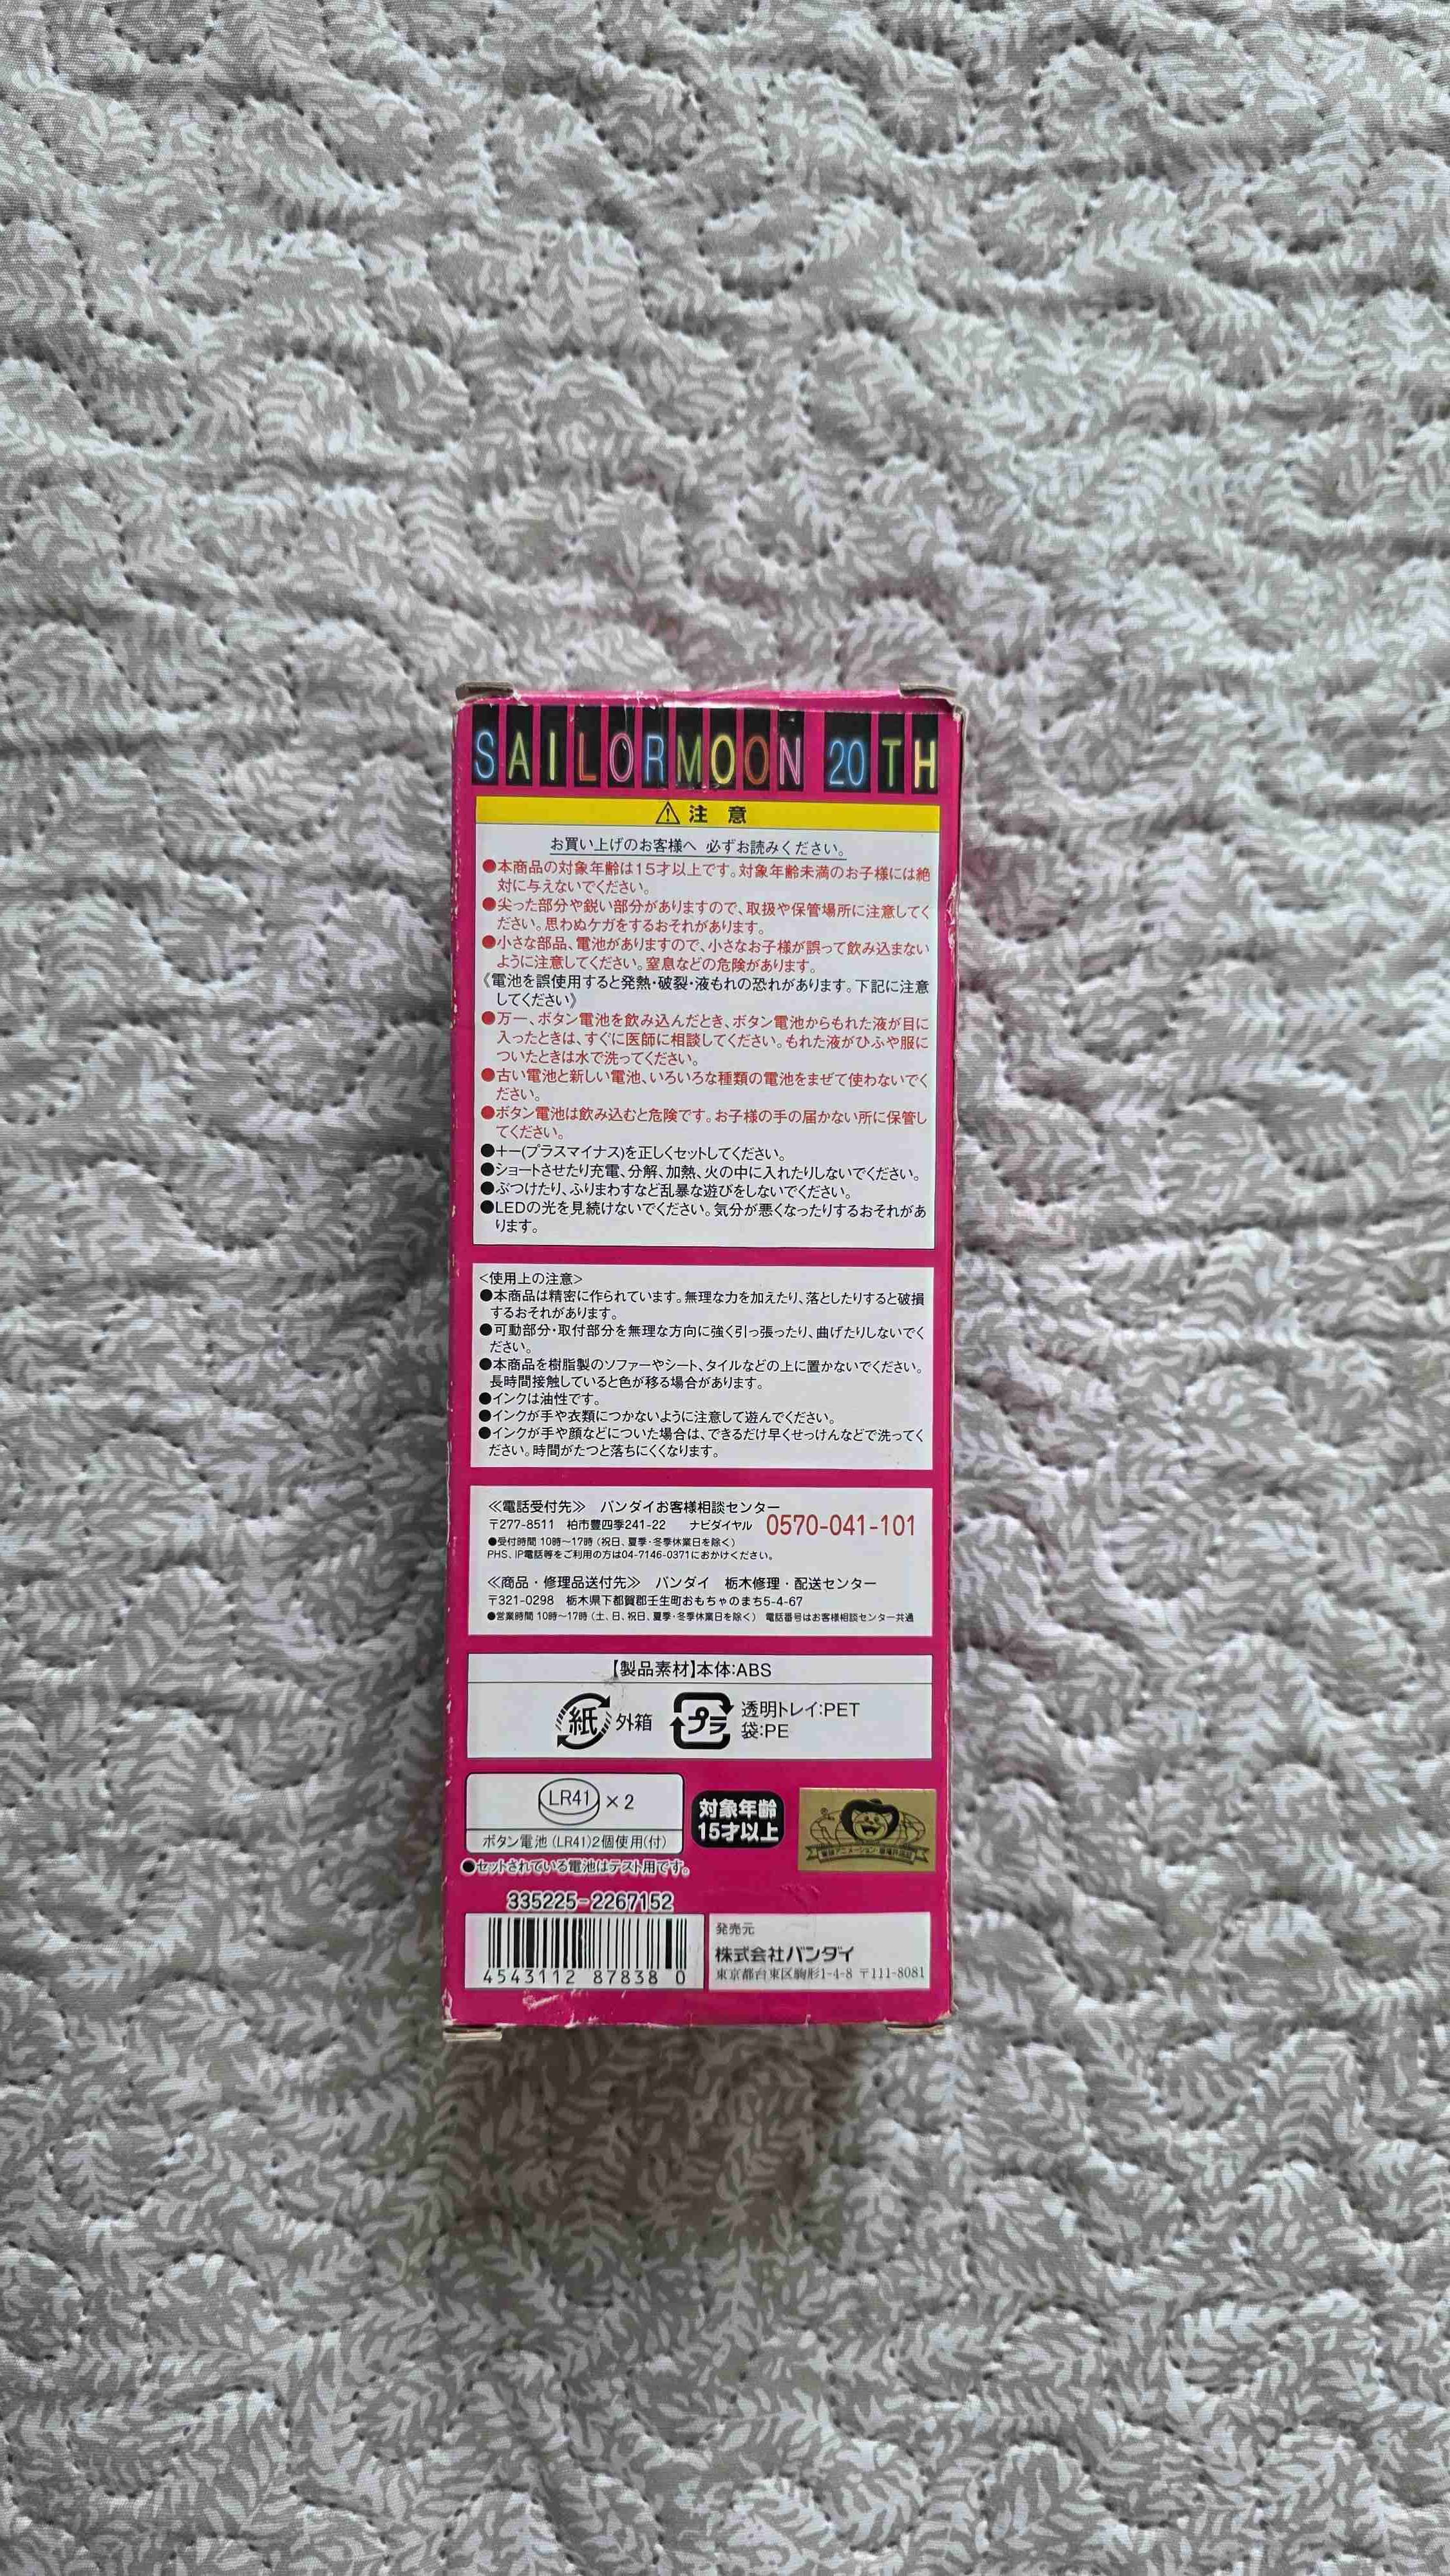 SAILORMOON 20TH
注 意
お買い上げのお客様へ 必ずお読みください。
●本商品の対象年齢は15才以上です。対象年齢未満のお子様には絶
対に与えないでください。
●尖った部分や鋭い部分がありますので、取扱や保管場所に注意してく
ださい。思わぬケガをするおそれがあります。
●小さな部品、電池がありますので、小さなお子様が誤って飲み込まない
ように注意してください。窒息などの危険があります。
《電池を誤使用すると発熱・破裂・液もれの恐れがあります。下記に注意
してください》
●万一、ボタン電池を飲み込んだとき、ボタン電池からもれた液が目に
入ったときは、すぐに医師に相談してください。もれた液がひふや服に
ついたときは水で洗ってください。
●古い電池と新しい電池、いろいろな種類の電池をまぜて使わないでく
ださい。
●ボタン電池は飲み込むと危険です。お子様の手の届かない所に保管し
てください。
●+ー(プラスマイナス)を正しくセットしてください。
●ショートさせたり充電、分解、加熱、火の中に入れたりしないでください。
●ぶつけたり、ふりまわすなど乱暴な遊びをしないでください。
●LEDの光を見続けないでください。気分が悪くなったりするおそれがあ
ります。
<使用上の注意>
●本商品は精密に作られています。無理な力を加えたり、落としたりすると破損
するおそれがあります。
●可動部分・取付部分を無理な方向に強く引っ張ったり、曲げたりしないでく
ださい。
●本商品を樹脂製のソファーやシート、タイルなどの上に置かないでください。
長時間接触していると色が移る場合があります。
●インクは油性です。
●インクが手や衣類につかないように注意して遊んでください。
●インクが手や顔などについた場合は、できるだけ早くせっけんなどで洗ってく
ださい。時間がたつと落ちにくくなります。
≪電話受付先≫ バンダイお客様相談センター
〒277-8511 柏市豊四季241-22 ナビダイヤル 0570-041-101
●受付時間 10時〜17時 (祝日、夏季・冬季休業日を除く)
PHS、IP電話等をご利用の方は04-7146-0371におかけください。
≪商品・修理品送付先≫ バンダイ 栃木修理・配送センター
〒321-0298 栃木県下都賀郡壬生町おもちゃのまち5-4-67
●営業時間 10時〜17時 (土、日、祝日、夏季・冬季休業日を除く) 電話番号はお客様相談センター共通
【製品素材】本体:ABS
紙 外箱 プラ 透明トレイ:PET
袋:PE
LR41 ×2
ボタン電池 (LR41)2個使用(付)
●セットされている電池はテスト用です。
対象年齢
15才以上
335225-2267152
4543112 87838 0
発売元
株式会社バンダイ
東京都台東区駒形1-4-8 〒111-8081